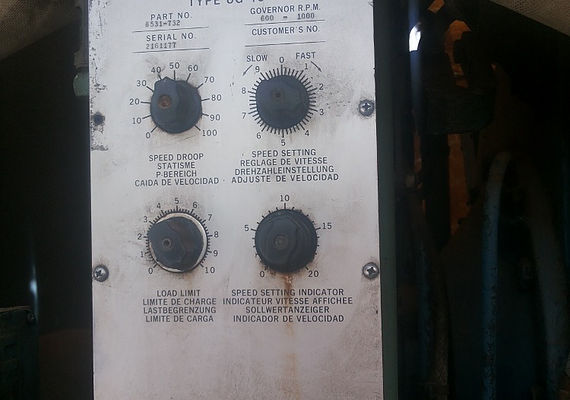 TYPE UG
PART NO.
GOVERNOR R.P.M.
8531-732
600 = 1000
SERIAL NO.
CUSTOMER'S NO.
2161177
SLOW FAST
0 10 20 30 40 50 60 70 80 90 100
0 1 2 3 4 5 6 7 8 9
SPEED DROOP
STATISME
P-BEREICH
CAIDA DE VELOCIDAD
SPEED SETTING
REGLAGE DE VITESSE
DREHZAHLEINSTELLUNG
ADJUSTE DE VELOCIDAD
0 1 2 3 4 5 6 7 8 9 10
0 5 10 15 20
LOAD LIMIT
LIMITE DE CHARGE
LASTBEGRENZUNG
LIMITE DE CARGA
SPEED SETTING INDICATOR
INDICATEUR VITESSE AFFICHEE
SOLLWERTANZEIGER
INDICADOR DE VELOCIDAD